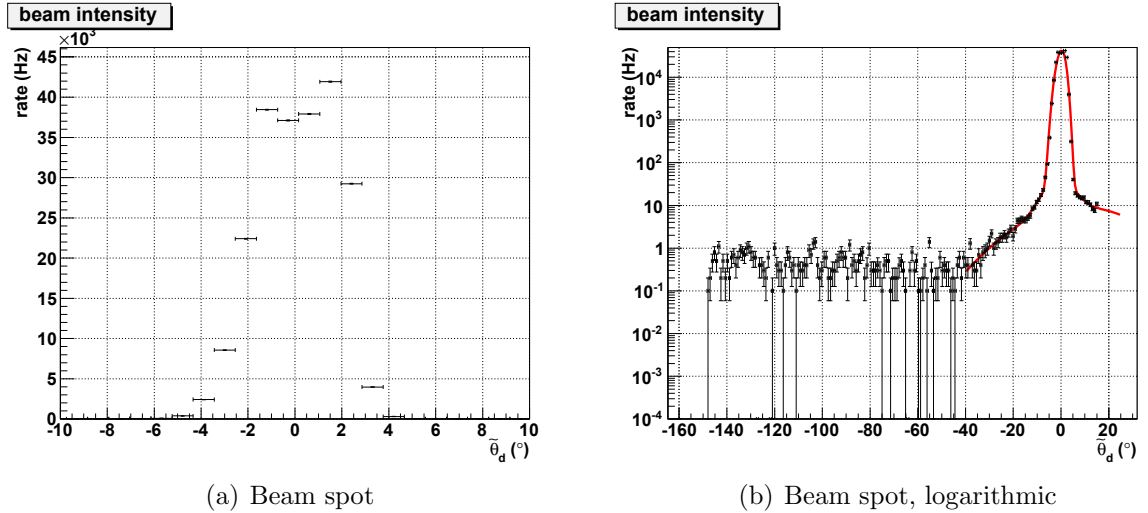 beam intensity
×10³
rate (Hz)
45
40
35
30
25
20
15
10
5
0
-10 -8 -6 -4 -2 0 2 4 6 8 10
θ̃_d (°)
(a) Beam spot
beam intensity
rate (Hz)
10⁴
10³
10²
10
1
10⁻¹
10⁻²
10⁻³
10⁻⁴
-160 -140 -120 -100 -80 -60 -40 -20 0 20
θ̃_d (°)
(b) Beam spot, logarithmic